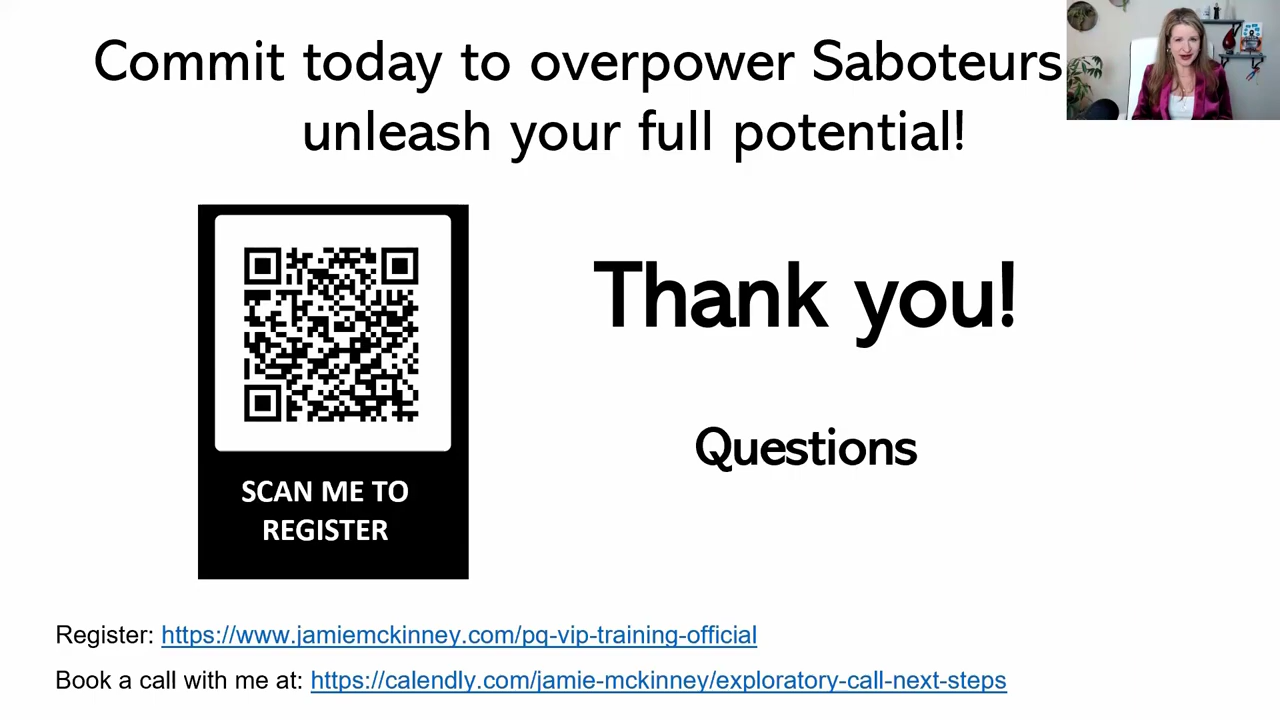 Commit today to overpower Saboteurs
unleash your full potential!
Thank you!
Questions
SCAN ME TO
REGISTER
Register: https://www.jamiemckinney.com/pq-vip-training-official
Book a call with me at: https://calendly.com/jamie-mckinney/exploratory-call-next-steps